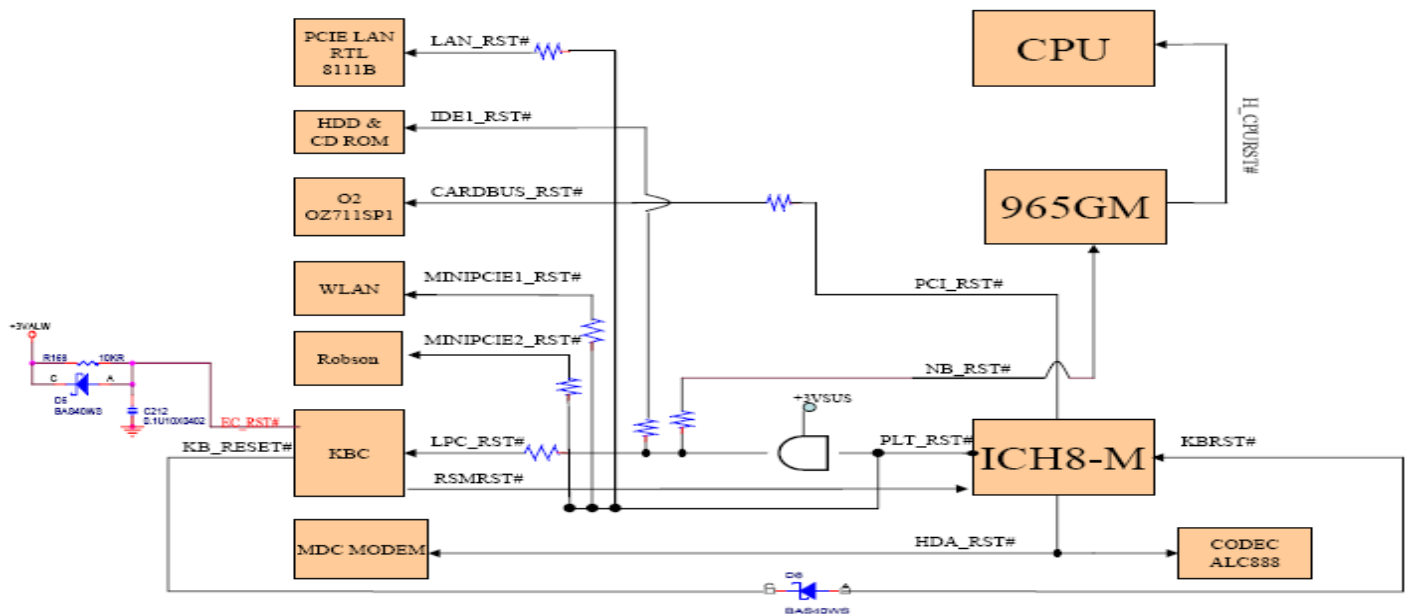 PCIE LAN
RTL
8111B
LAN_RST#
CPU
H_CPURST#
HDD &
CD ROM
IDE1_RST#
O2
OZ711SP1
CARDBUS_RST#
965GM
WLAN
MINIPCIE1_RST#
PCI_RST#
+3VALW
R168
10KR
C
A
D5
BAS40WS
C212
0.1U10X0402
Robson
MINIPCIE2_RST#
NB_RST#
+3VSUS
EC_RST#
KB_RESET#
KBC
LPC_RST#
PLT_RST#
ICH8-M
KBRST#
RSMRST#
MDC MODEM
HDA_RST#
CODEC
ALC888
D6
C
A
BAS40WS